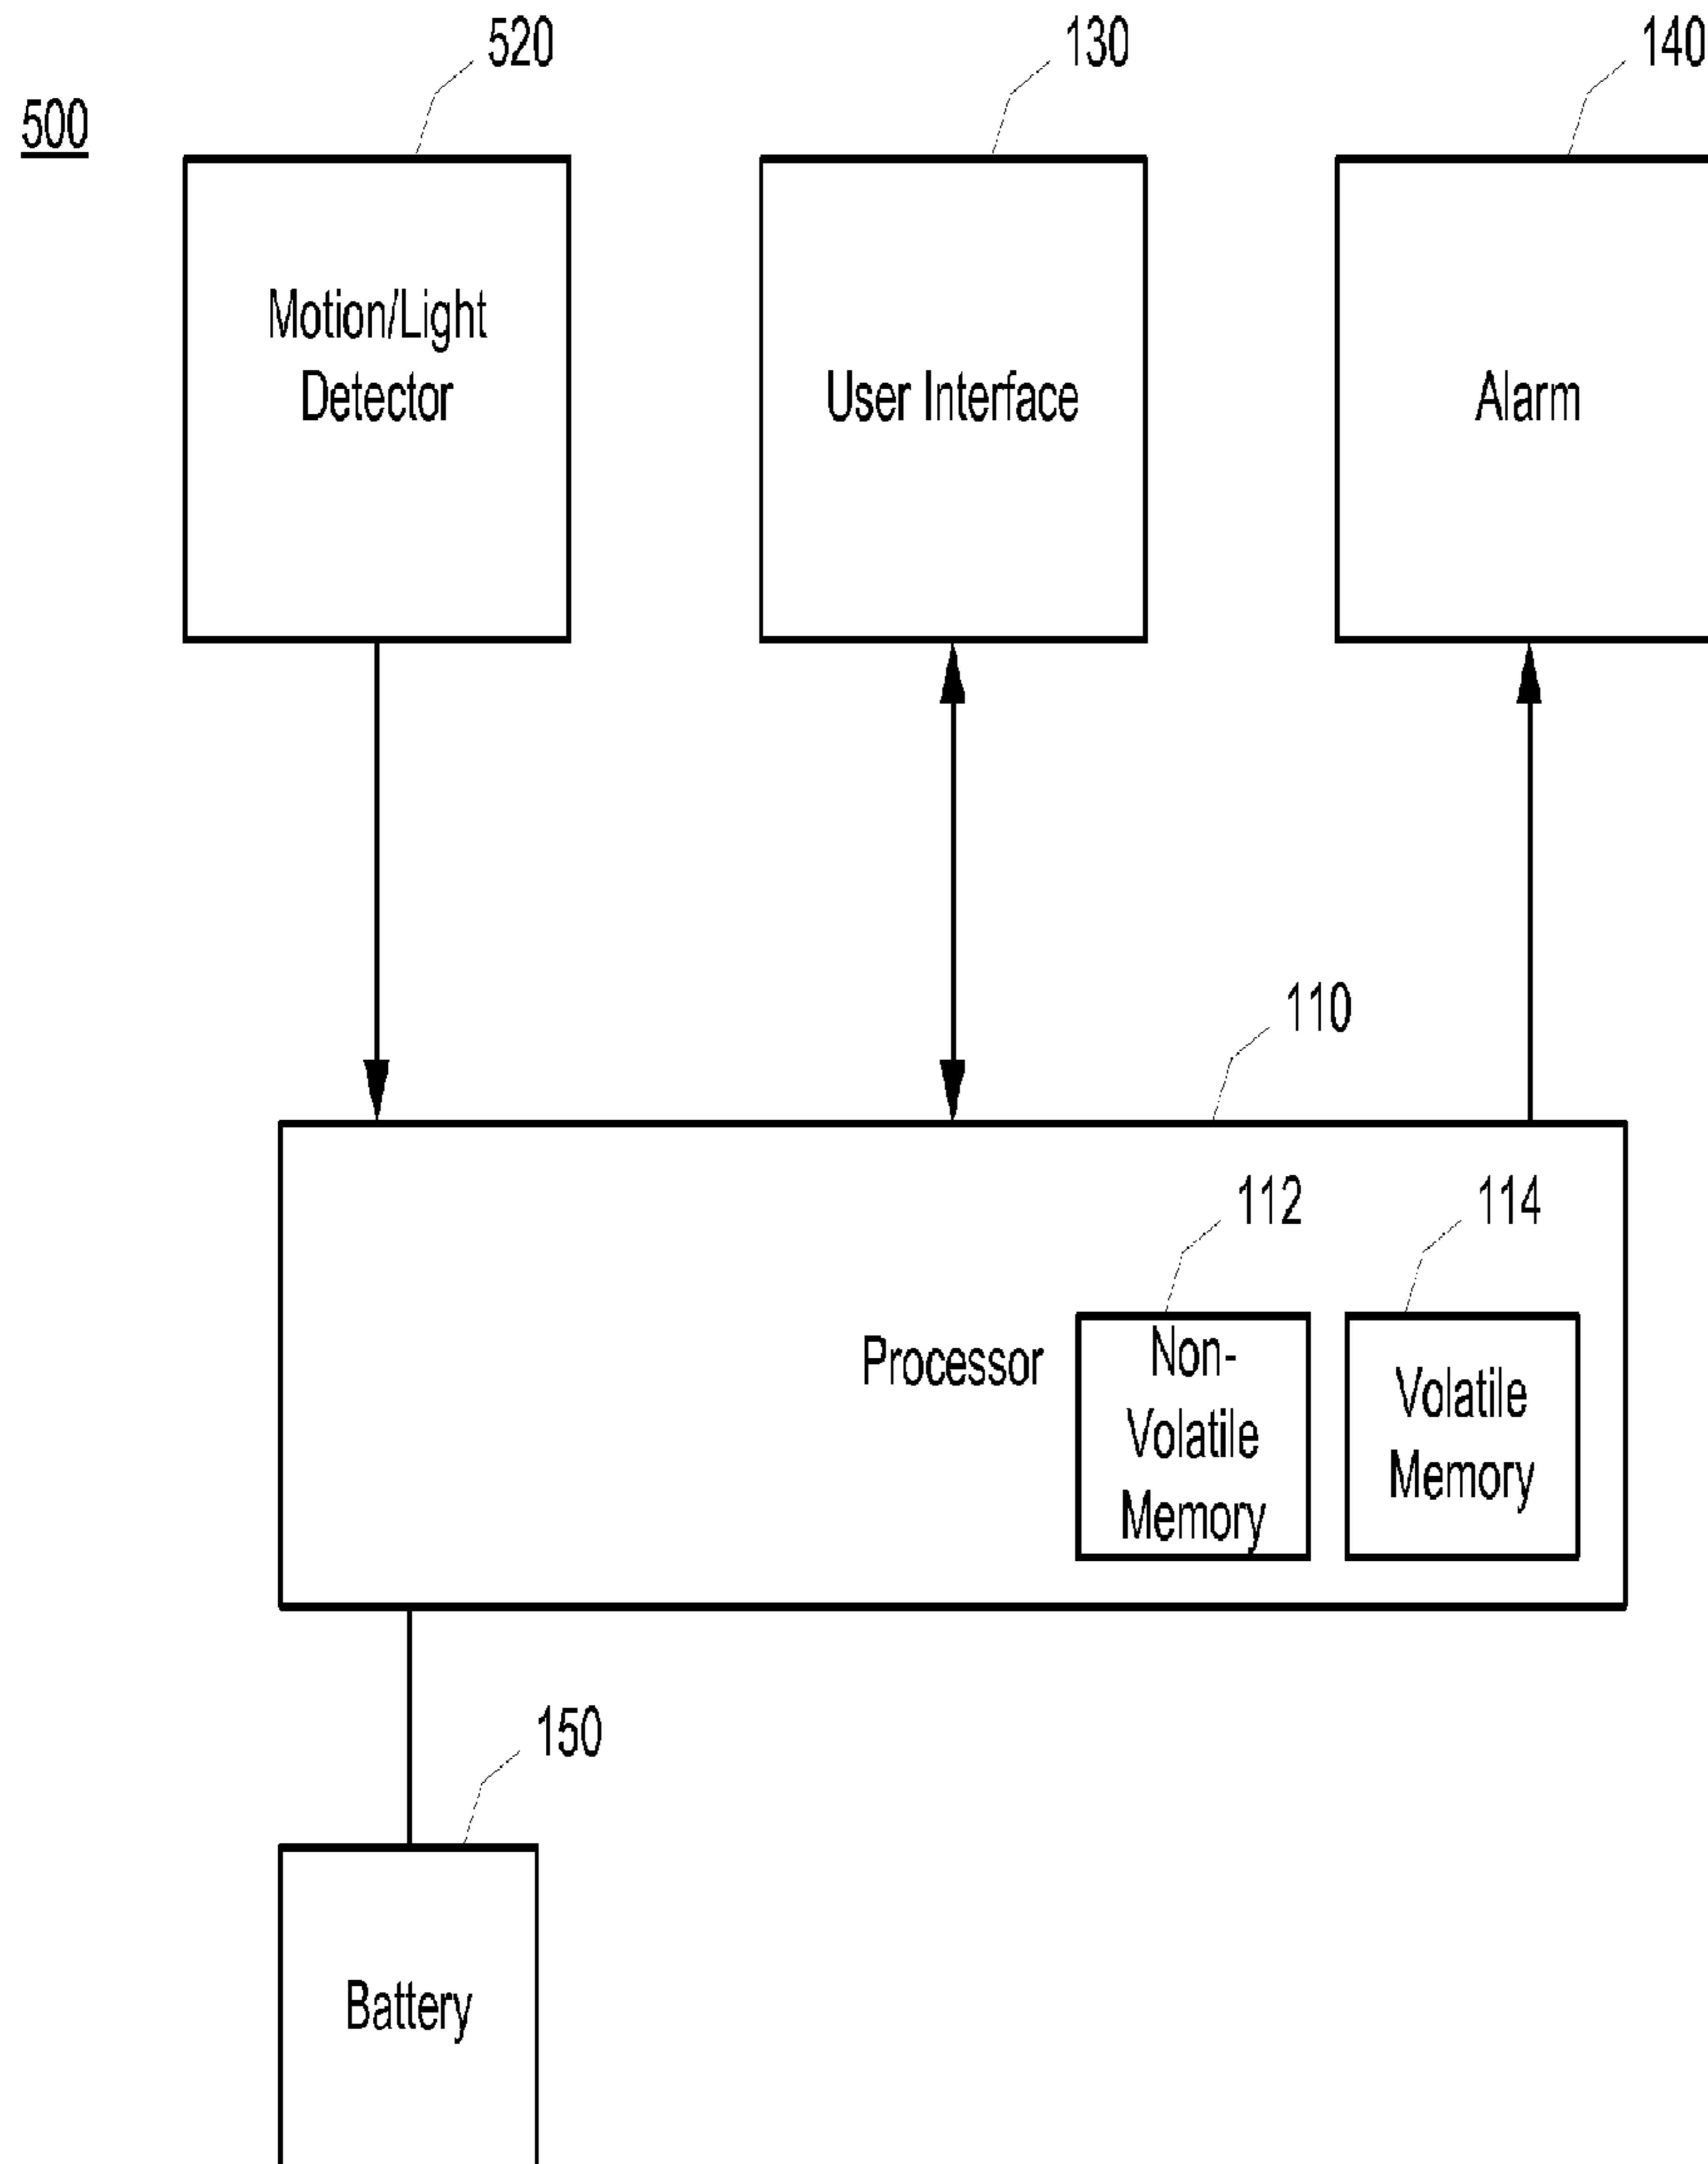 520
130
140
500
Motion/Light
Detector
User Interface
Alarm
110
112
114
Processor
Non-
Volatile
Memory
Volatile
Memory
150
Battery